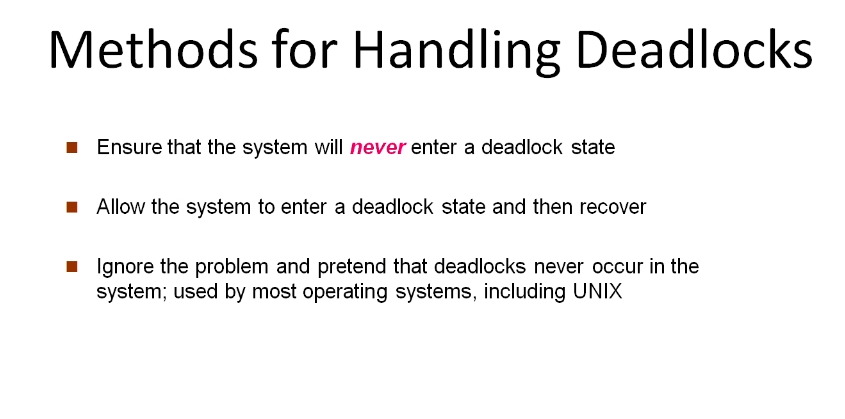 Methods for Handling Deadlocks
Ensure that the system will never enter a deadlock state
Allow the system to enter a deadlock state and then recover
Ignore the problem and pretend that deadlocks never occur in the
system; used by most operating systems, including UNIX